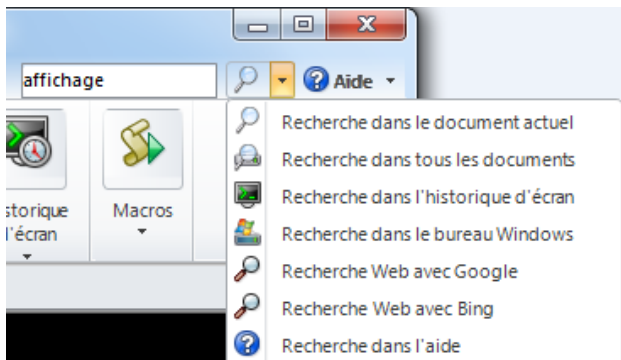 affichage
Aide
storique
Macros
l'écran
Recherche dans le document actuel
Recherche dans tous les documents
Recherche dans l'historique d'écran
Recherche dans le bureau Windows
Recherche Web avec Google
Recherche Web avec Bing
Recherche dans l'aide